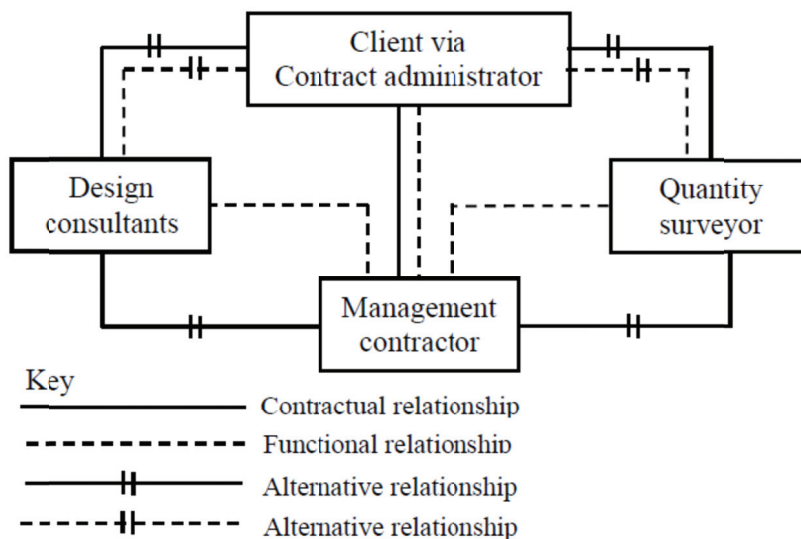 Client via
Contract administrator
Design
consultants
Quantity
surveyor
Management
contractor
Key
Contractual relationship
Functional relationship
Alternative relationship
Alternative relationship